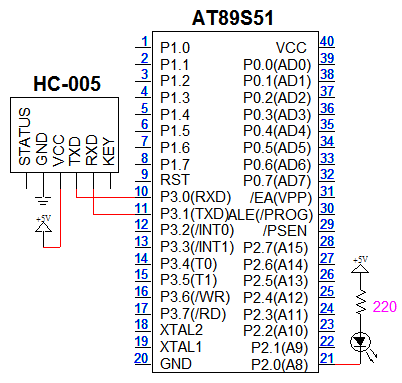 AT89S51
HC-005
STATUS
GND
VCC
TXD
RXD
KEY
+5V
1 P1.0 VCC 40
2 P1.1 P0.0(AD0) 39
3 P1.2 P0.1(AD1) 38
4 P1.3 P0.2(AD2) 37
5 P1.4 P0.3(AD3) 36
6 P1.5 P0.4(AD4) 35
7 P1.6 P0.5(AD5) 34
8 P1.7 P0.6(AD6) 33
9 RST P0.7(AD7) 32
10 P3.0(RXD) /EA(VPP) 31
11 P3.1(TXD) ALE(/PROG) 30
12 P3.2(/INT0) /PSEN 29
13 P3.3(/INT1) P2.7(A15) 28
14 P3.4(T0) P2.6(A14) 27
15 P3.5(T1) P2.5(A13) 26
16 P3.6(/WR) P2.4(A12) 25
17 P3.7(/RD) P2.3(A11) 24
18 XTAL2 P2.2(A10) 23
19 XTAL1 P2.1(A9) 22
20 GND P2.0(A8) 21
+5V
220